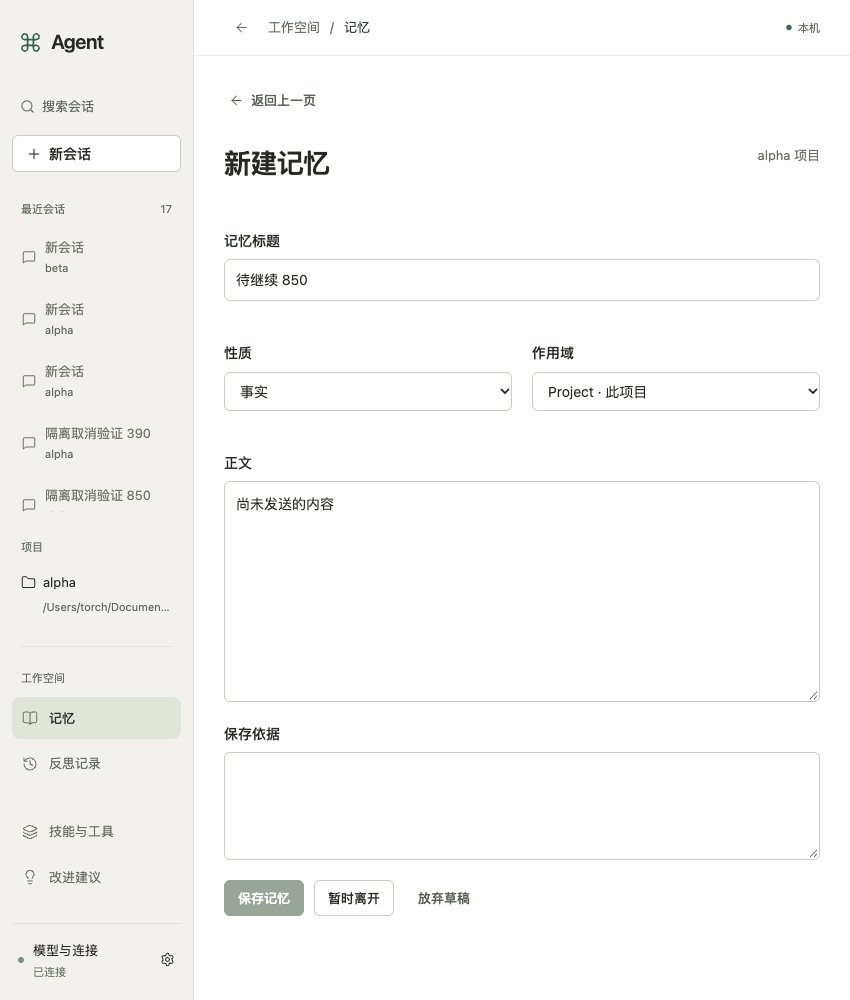 Agent
搜索会话
新会话
最近会话 17
新会话
beta
新会话
alpha
新会话
alpha
隔离取消验证 390
alpha
隔离取消验证 850
项目
alpha
/Users/torch/Documen...
工作空间
记忆
反思记录
技能与工具
改进建议
模型与连接
已连接
工作空间 / 记忆
本机
返回上一页
新建记忆
alpha 项目
记忆标题
待继续 850
性质
作用域
事实
Project · 此项目
正文
尚未发送的内容
保存依据
保存记忆
暂时离开
放弃草稿